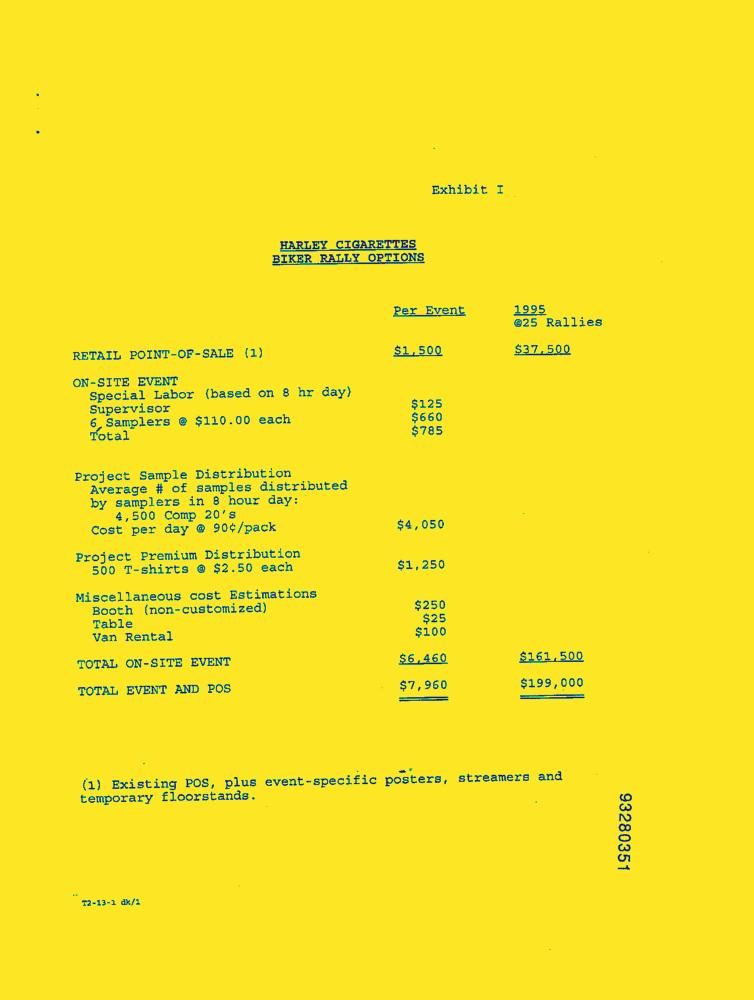 Exhibit I
HARLEY CIGARETTES
BIKER RALLY OPTIONS
Per Event 1995
@25 Rallies
RETAIL POINT-OF-SALE (1) $1,500 $37,500
ON-SITE EVENT
Special Labor (based on 8 hr day)
Supervisor $125
6 Samplers @ $110.00 each $660
Total $785
Project Sample Distribution
Average # of samples distributed
by samplers in 8 hour day:
4,500 Comp 20's
Cost per day @ 90¢/pack $4,050
Project Premium Distribution
500 T-shirts @ $2.50 each $1,250
Miscellaneous cost Estimations
Booth (non-customized) $250
Table $25
Van Rental $100
TOTAL ON-SITE EVENT $6,460 $161,500
TOTAL EVENT AND POS $7,960 $199,000
(1) Existing POS, plus event-specific posters, streamers and
temporary floorstands.
93280351
T2-13-1 dk/1